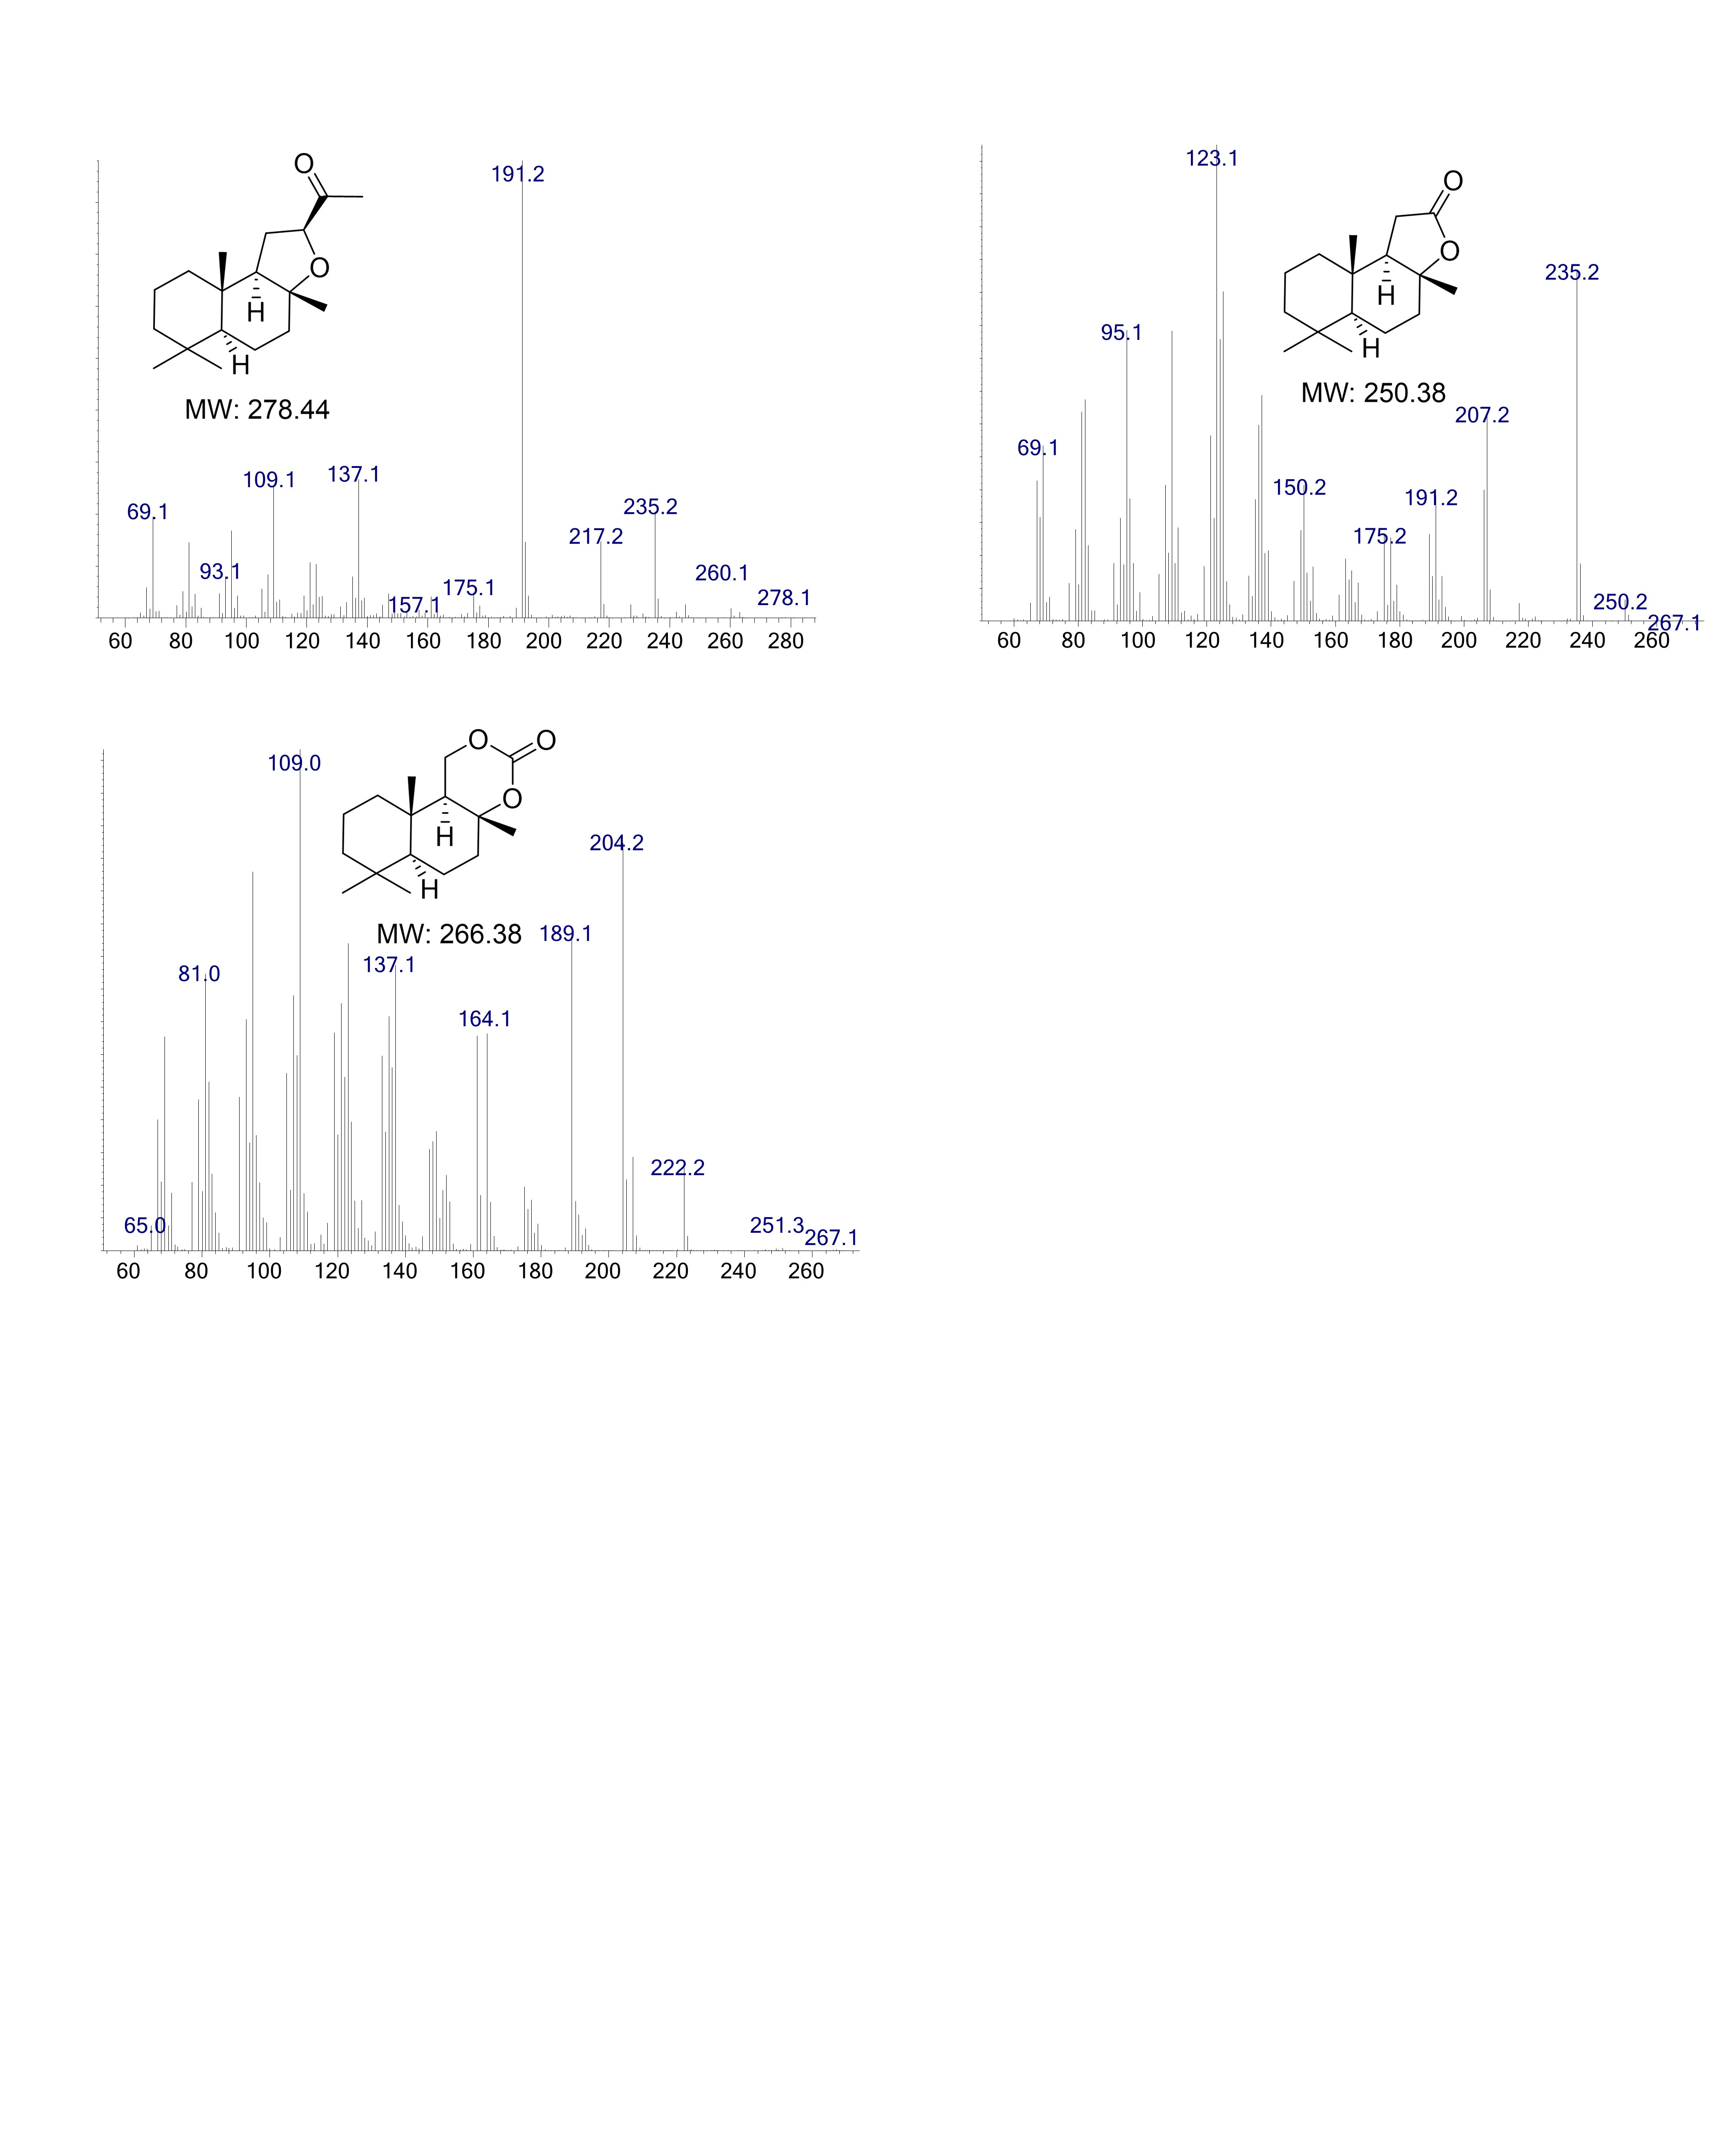 191.2
O
O
H
H
MW: 278.44
109.1
137.1
69.1
235.2
217.2
93.1
260.1
175.1
278.1
157.1
60 80 100 120 140 160 180 200 220 240 260 280
123.1
O
O
H
H
235.2
95.1
MW: 250.38
207.2
69.1
150.2
191.2
175.2
250.2
267.1
60 80 100 120 140 160 180 200 220 240 260
O
O
O
H
H
109.0
204.2
MW: 266.38
189.1
137.1
81.0
164.1
222.2
65.0
251.3
267.1
60 80 100 120 140 160 180 200 220 240 260